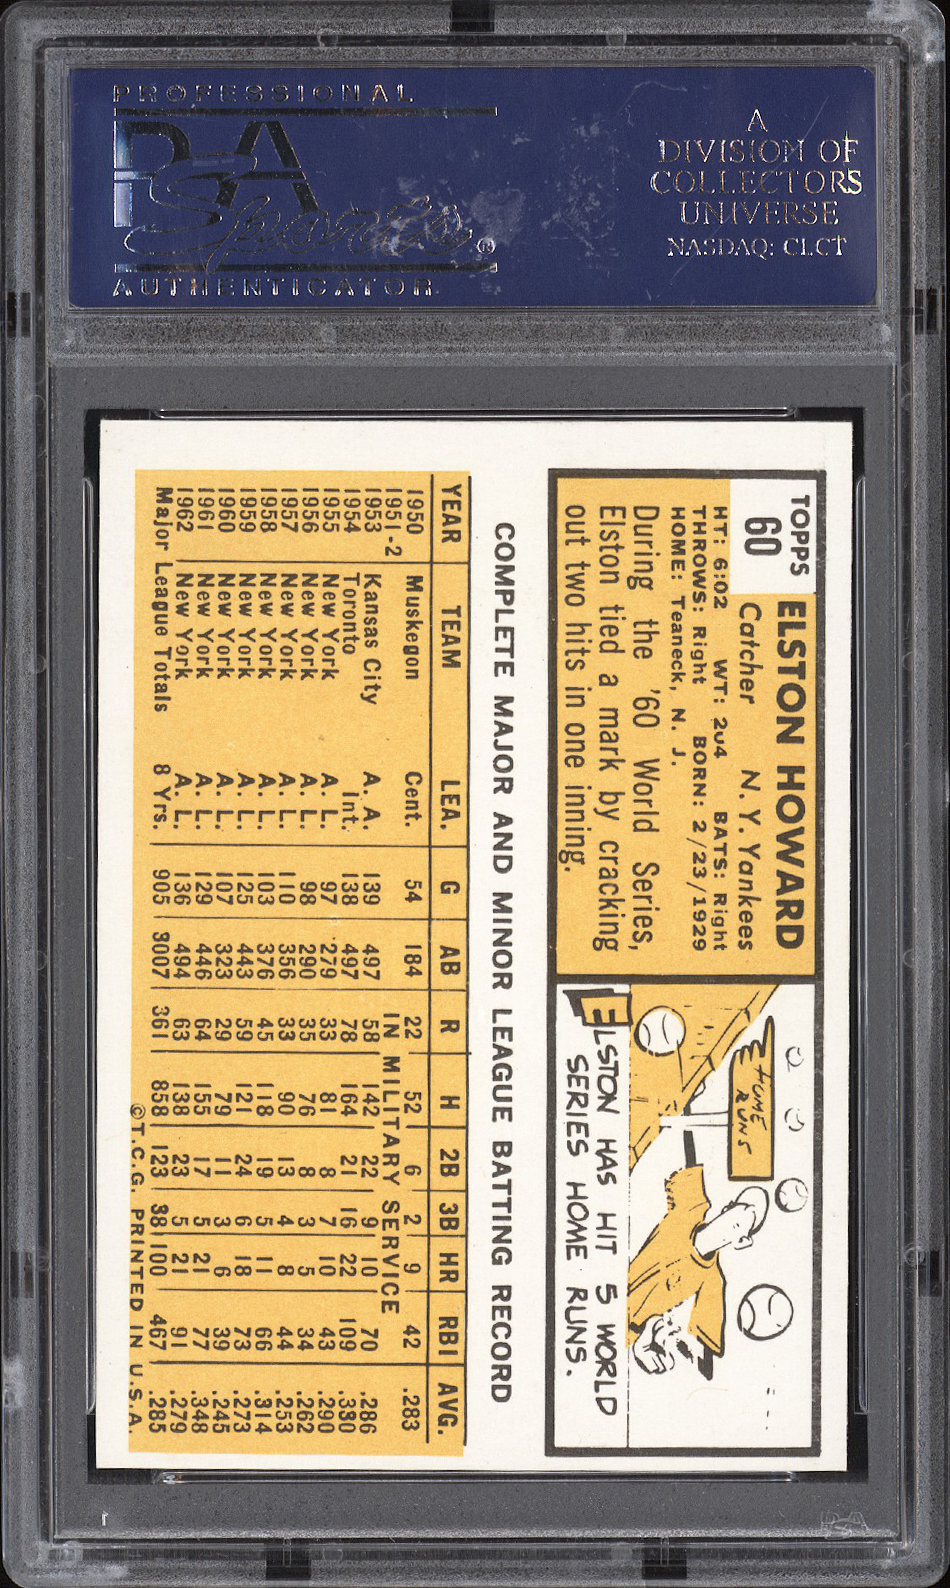 PROFESSIONAL
PSA
Sports
®
AUTHENTICATOR
A
DIVISION OF
COLLECTORS
UNIVERSE
NASDAQ: CLCT
TOPPS
60
ELSTON HOWARD
Catcher N. Y. Yankees
HT: 6:02 WT: 204 BATS: Right
THROWS: Right BORN: 2/23/1929
HOME: Teaneck, N. J.
During the '60 World Series,
Elston tied a mark by cracking
out two hits in one inning.
HOME
RUNS
ELSTON HAS HIT 5 WORLD
SERIES HOME RUNS.
COMPLETE MAJOR AND MINOR LEAGUE BATTING RECORD
YEAR TEAM LEA. G AB R H 2B 3B HR RBI AVG.
1950 Muskegon Cent. 54 184 22 52 6 2 9 42 .283
1951-2 IN MILITARY SERVICE
1953 Kansas City A. A. 139 497 58 142 22 9 10 70 .286
1954 Toronto Int. 138 497 78 164 21 16 22 109 .330
1955 New York A. L. 97 279 33 81 8 7 10 43 .290
1956 New York A. L. 98 290 35 76 8 3 5 34 .262
1957 New York A. L. 110 356 33 90 13 4 8 44 .253
1958 New York A. L. 103 376 45 118 19 5 11 66 .314
1959 New York A. L. 125 443 59 121 24 6 18 73 .273
1960 New York A. L. 107 323 29 79 11 3 6 39 .245
1961 New York A. L. 129 446 64 155 17 5 21 77 .348
1962 New York A. L. 136 494 63 138 23 5 21 91 .279
Major League Totals 8 Yrs. 905 3007 361 858 123 38 100 467 .285
©T.C.G. PRINTED IN U.S.A.
PSA